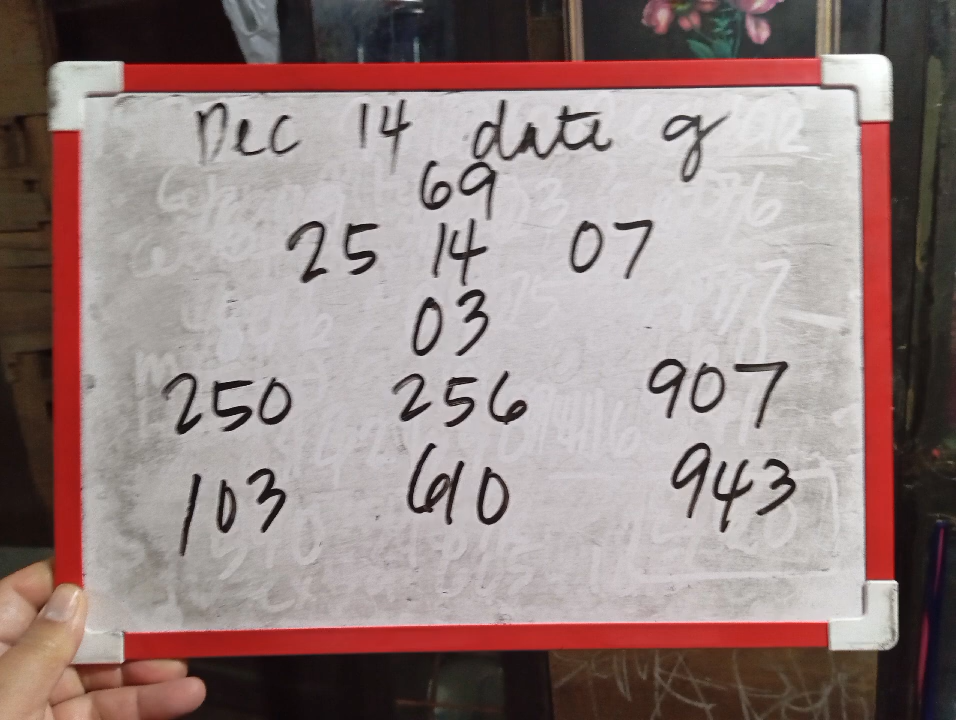 Dec 14 date g
69
25 14 07
03
250 256 907
103 610 943